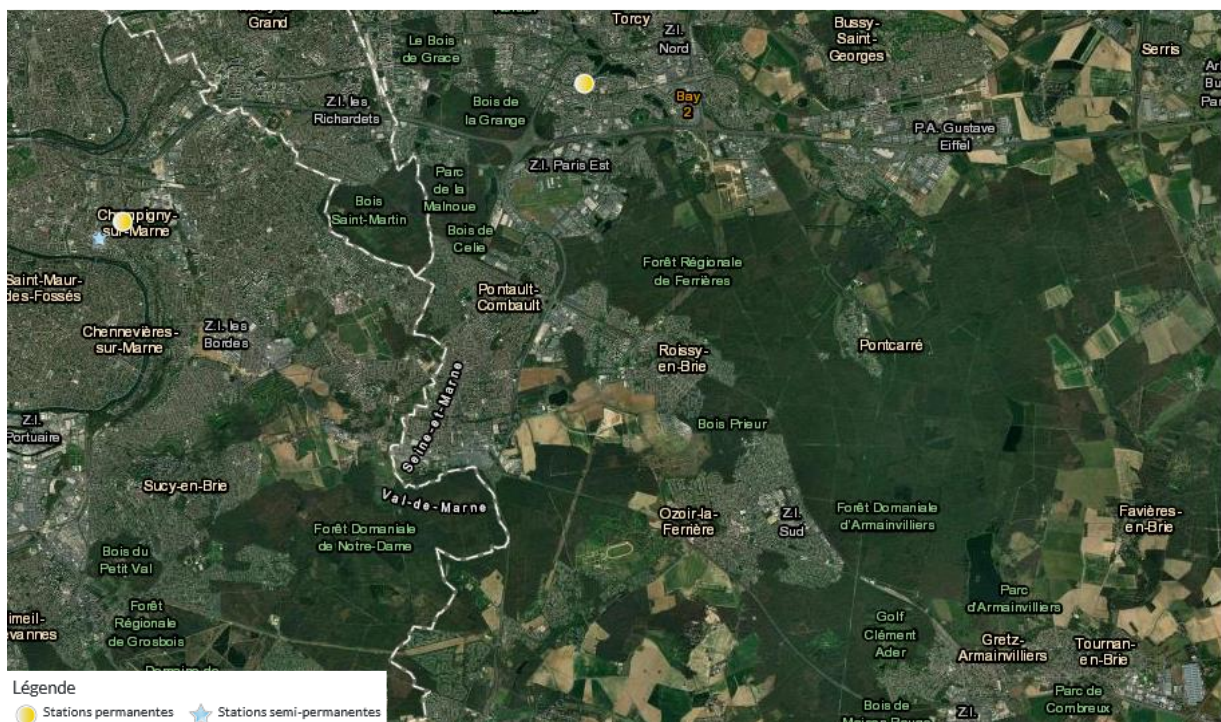 Grand
Torcy
Z.I.
Nord
Bussy-
Saint-
Georges
Serris
Le Bois
de Grace
Bay
2
Z.I. les
Richardets
Bois de
la Grange
P.A. Gustave
Eiffel
Z.I. Paris Est
Parc
de la
Malnoue
Bois
Saint-Martin
Champigny-
sur-Marne
Bois de
Celie
Saint-Maur-
des-Fossés
Forêt Régionale
de Ferrières
Pontault-
Combault
Chennevières-
sur-Marne
Z.I. les
Bordes
Roissy-
en-Brie
Pontcarré
Z.I.
Portuaire
Seine-et-Marne
Bois Prieur
Sucy-en-Brie
Val-de-Marne
Forêt Domaniale
de Notre-Dame
Ozoir-la-
Ferrière
Z.I.
Sud
Forêt Domaniale
d'Armainvilliers
Favières-
en-Brie
Bois du
Petit Val
Forêt
Régionale
de Grosbois
Parc
d'Armainvilliers
Golf
Clément
Ader
Gretz-
Armainvilliers
Tournan-
en-Brie
Parc de
Combreux
Bois de
Z.I.
Légende
Stations permanentes
Stations semi-permanentes